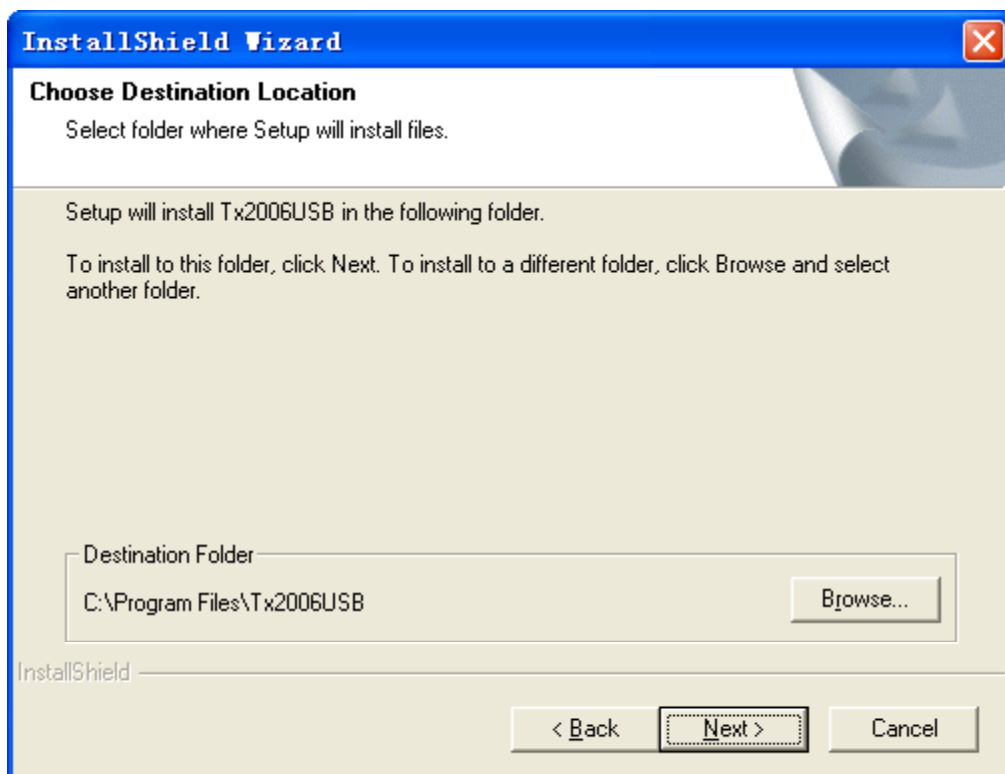 InstallShield Wizard
Choose Destination Location
Select folder where Setup will install files.
Setup will install Tx2006USB in the following folder.
To install to this folder, click Next. To install to a different folder, click Browse and select
another folder.
Destination Folder
C:\Program Files\Tx2006USB
Browse...
InstallShield
< Back
Next >
Cancel